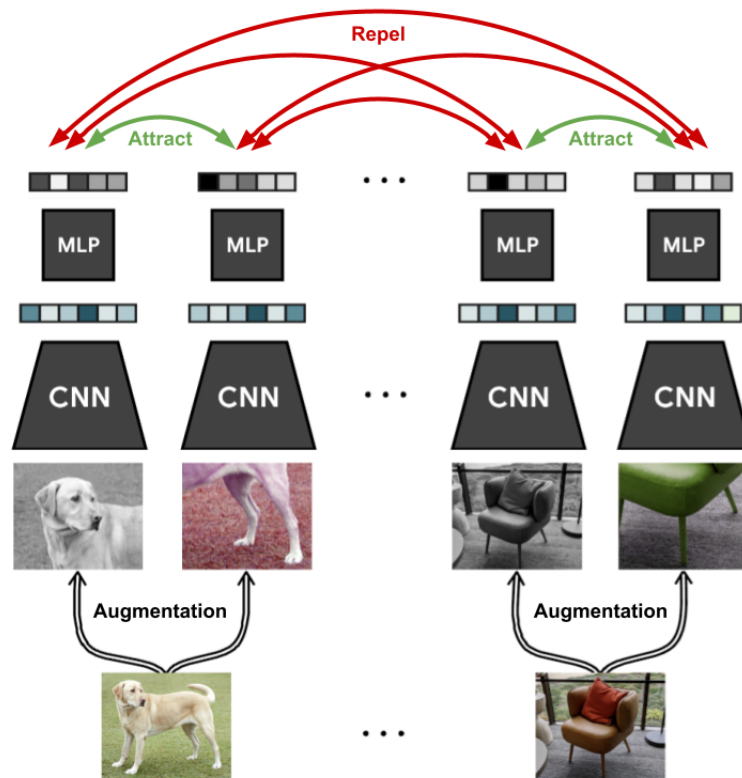 Repel
Attract Attract
. . .
MLP MLP MLP MLP
CNN CNN . . . CNN CNN
Augmentation Augmentation
. . .